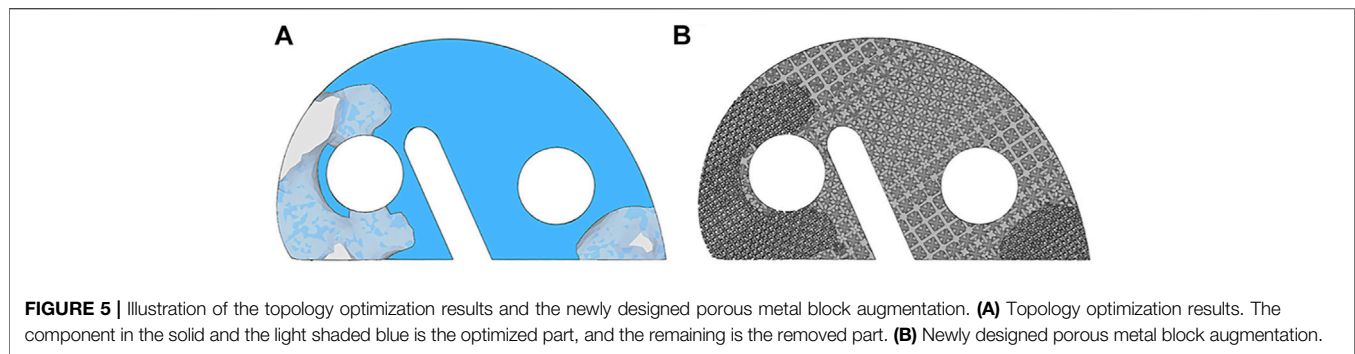 A
B
FIGURE 5 | Illustration of the topology optimization results and the newly designed porous metal block augmentation. (A) Topology optimization results. The
component in the solid and the light shaded blue is the optimized part, and the remaining is the removed part. (B) Newly designed porous metal block augmentation.